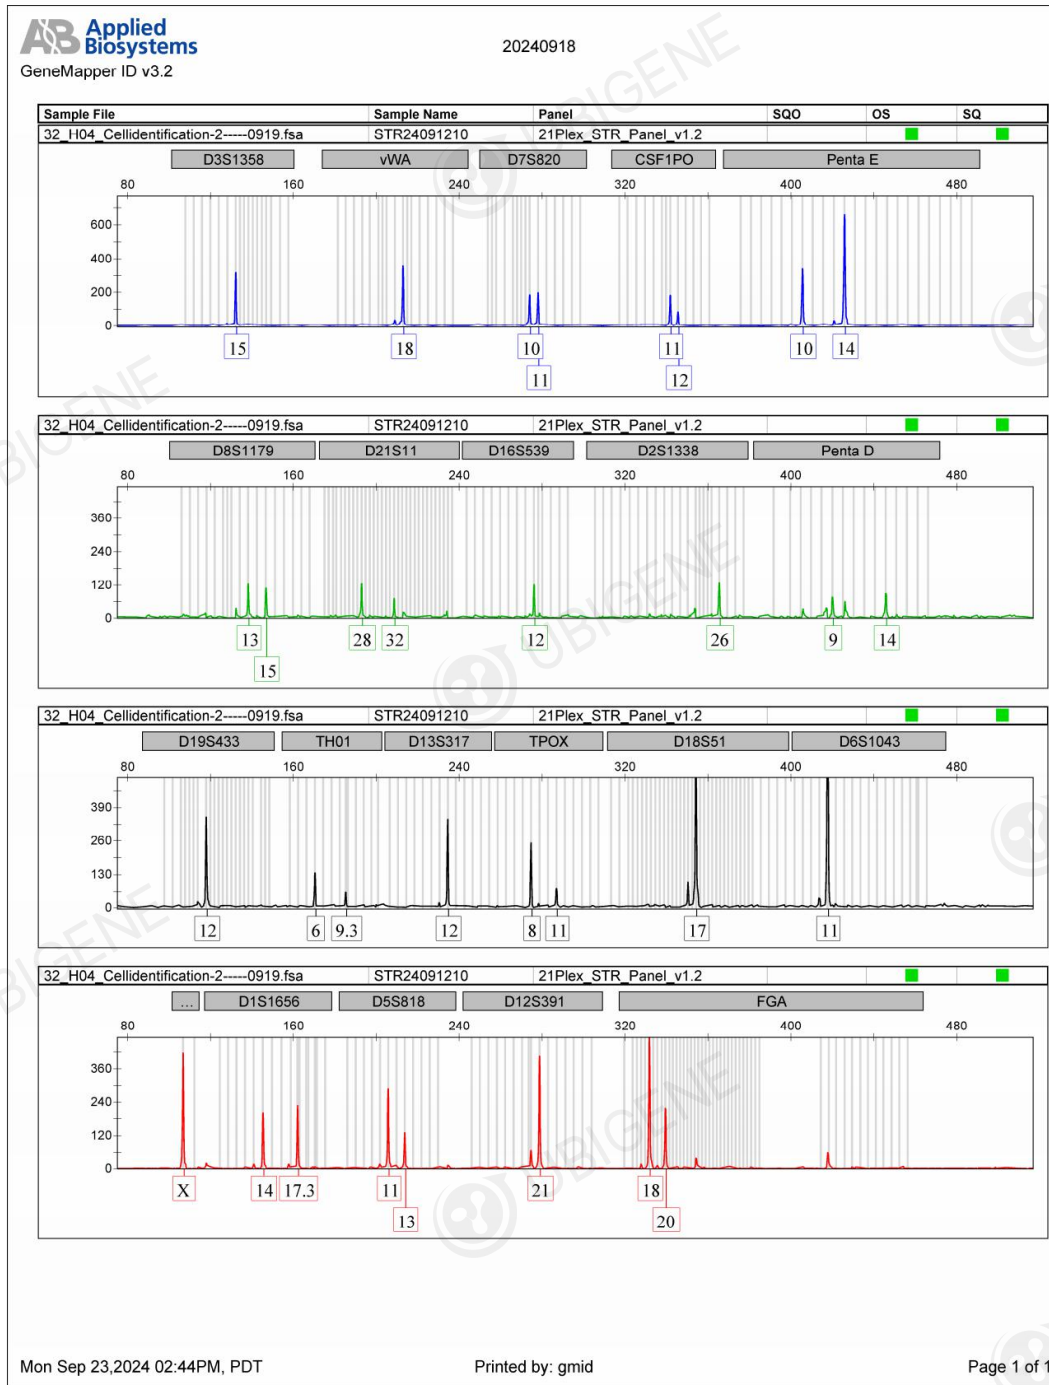 AB Applied Biosystems
GeneMapper ID v3.2
20240918
Sample File Sample Name Panel SQO OS SQ
32_H04_Cellidentification-2-----0919.fsa STR24091210 21Plex_STR_Panel_v1.2
D3S1358 vWA D7S820 CSF1PO Penta E
80 160 240 320 400 480
600
400
200
0
15 18 10 11 10 14
11 12
32_H04_Cellidentification-2-----0919.fsa STR24091210 21Plex_STR_Panel_v1.2
D8S1179 D21S11 D16S539 D2S1338 Penta D
80 160 240 320 400 480
360
240
120
0
13 28 32 12 26 9 14
15
32_H04_Cellidentification-2-----0919.fsa STR24091210 21Plex_STR_Panel_v1.2
D19S433 TH01 D13S317 TPOX D18S51 D6S1043
80 160 240 320 400 480
390
260
130
0
12 6 9.3 12 8 11 17 11
32_H04_Cellidentification-2-----0919.fsa STR24091210 21Plex_STR_Panel_v1.2
... D1S1656 D5S818 D12S391 FGA
80 160 240 320 400 480
360
240
120
0
X 14 17.3 11 21 18
13 20
Mon Sep 23,2024 02:44PM, PDT Printed by: gmid Page 1 of 1
UBIGENE
UBIGENE
UBIGENE
UBIGENE
UBIGENE